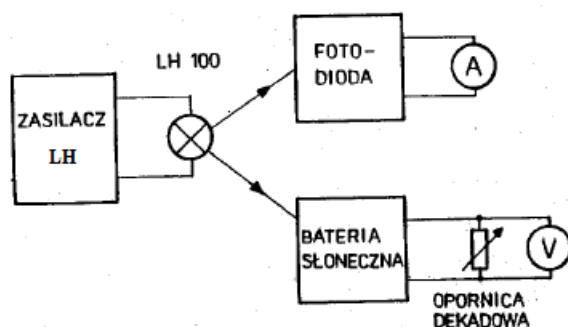 LH 100
ZASILACZ
LH
FOTO-
DIODA
A
BATERIA
SŁONECZNA
V
OPORNICA
DEKADOWA